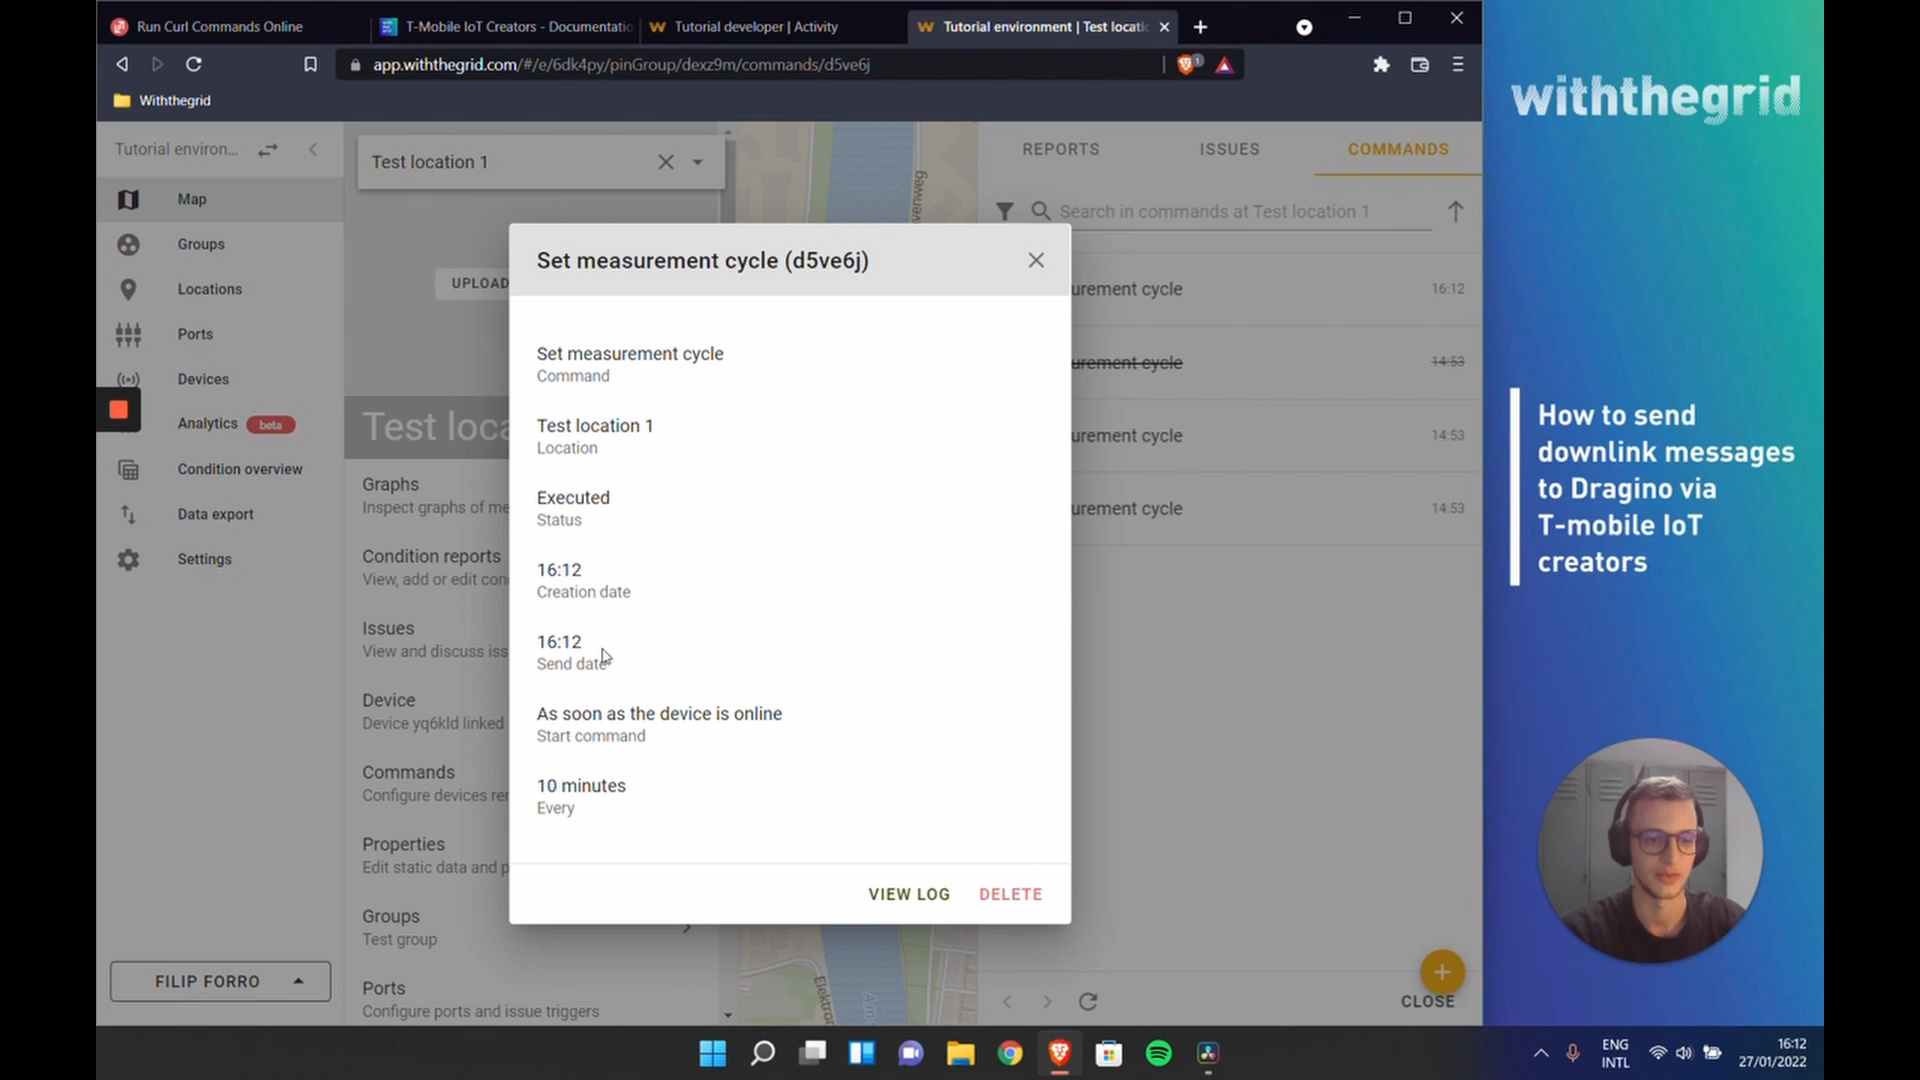 Run Curl Commands Online
T-Mobile IoT Creators - Documentatio
Tutorial developer | Activity
Tutorial environment | Test locatio
app.withthegrid.com/#/e/6dk4py/pinGroup/dexz9m/commands/d5ve6j
1
Withthegrid
Tutorial environ...
Map
Groups
Locations
Ports
Devices
Analytics beta
Condition overview
Data export
Settings
FILIP FORRO
Test location 1
UPLOAD
Test loca
Graphs
Inspect graphs of me
Condition reports
View, add or edit con
Issues
View and discuss iss
Device
Device yq6kld linked
Commands
Configure devices re
Properties
Edit static data and p
Groups
Test group
Ports
Configure ports and issue triggers
venweg
Elektror
Am
REPORTS
ISSUES
COMMANDS
Search in commands at Test location 1
urement cycle 16:12
urement cycle 14:53
urement cycle 14:53
urement cycle 14:53
CLOSE
Set measurement cycle (d5ve6j)
Set measurement cycle
Command
Test location 1
Location
Executed
Status
16:12
Creation date
16:12
Send date
As soon as the device is online
Start command
10 minutes
Every
VIEW LOG
DELETE
withthegrid
How to send
downlink messages
to Dragino via
T-mobile IoT
creators
ENG
INTL
16:12
27/01/2022